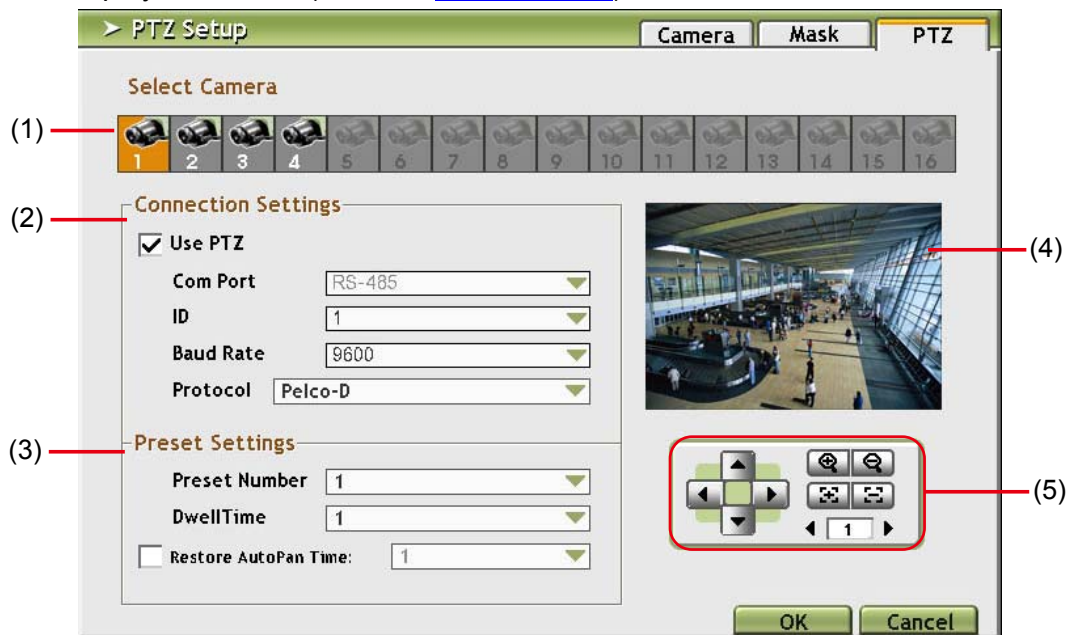 PTZ Setup
Camera Mask PTZ
Select Camera
(1)
1 2 3 4 5 6 7 8 9 10 11 12 13 14 15 16
(2)
Connection Settings
Use PTZ
Com Port RS-485
ID 1
Baud Rate 9600
Protocol Pelco-D
(4)
(3)
Preset Settings
Preset Number 1
DwellTime 1
Restore AutoPan Time: 1
1
(5)
OK Cancel